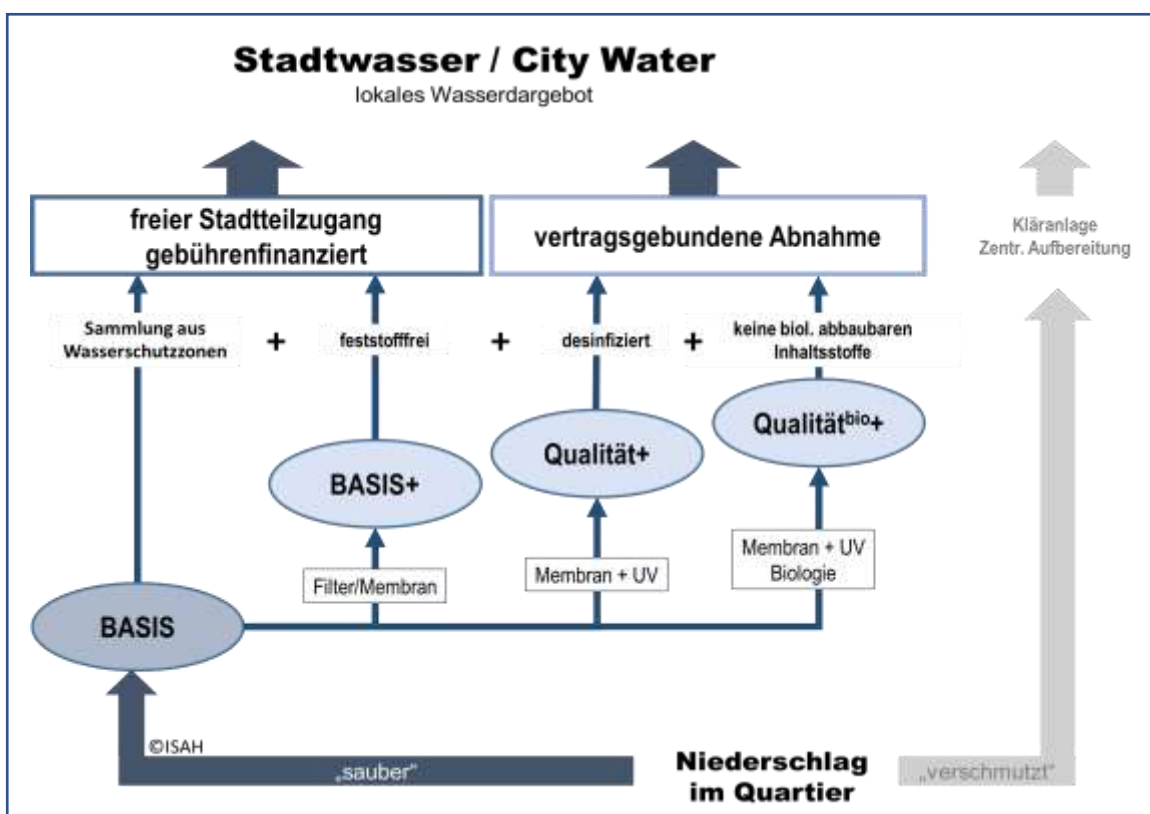 Stadtwasser / City Water
lokales Wasserdargebot
freier Stadtteilzugang
gebührenfinanziert
vertragsgebundene Abnahme
Kläranlage
Zentr. Aufbereitung
Sammlung aus
Wasserschutzzonen
+
feststofffrei
+
desinfiziert
+
keine biol. abbaubaren
Inhaltsstoffe
Qualitätbio+
Qualität+
BASIS+
Membran + UV
Biologie
Membran + UV
Filter/Membran
BASIS
©ISAH
„sauber"
Niederschlag
im Quartier
„verschmutzt"